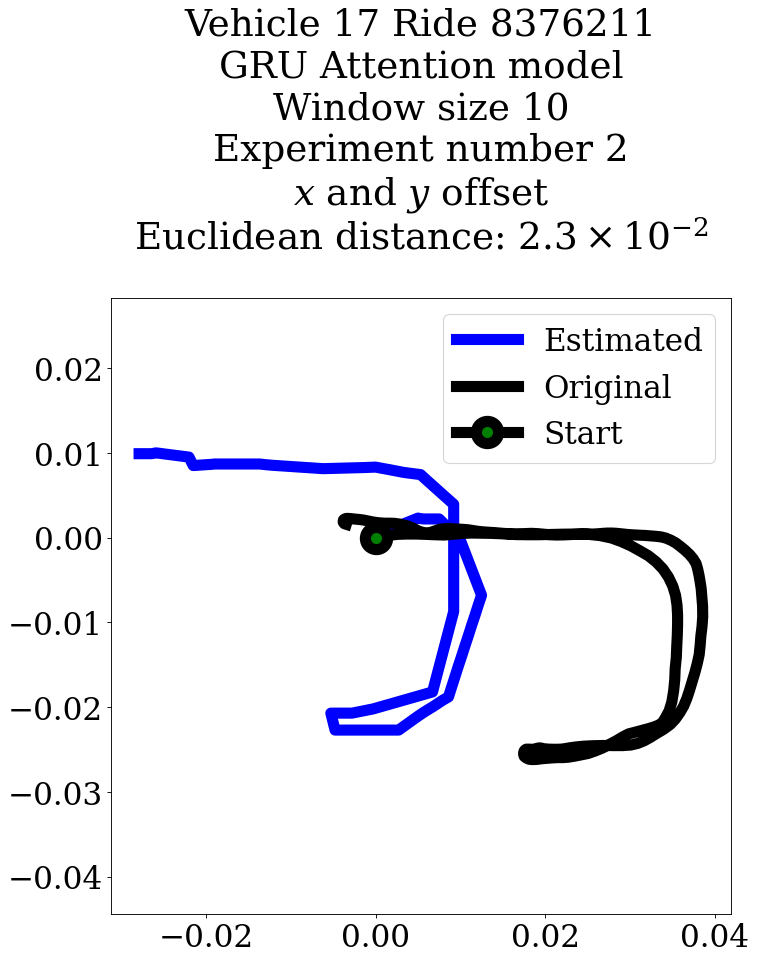 Vehicle 17 Ride 8376211
GRU Attention model
Window size 10
Experiment number 2
x and y offset
Euclidean distance: 2.3 × 10⁻²
Estimated
Original
Start
0.02
0.01
0.00
−0.01
−0.02
−0.03
−0.04
−0.02 0.00 0.02 0.04